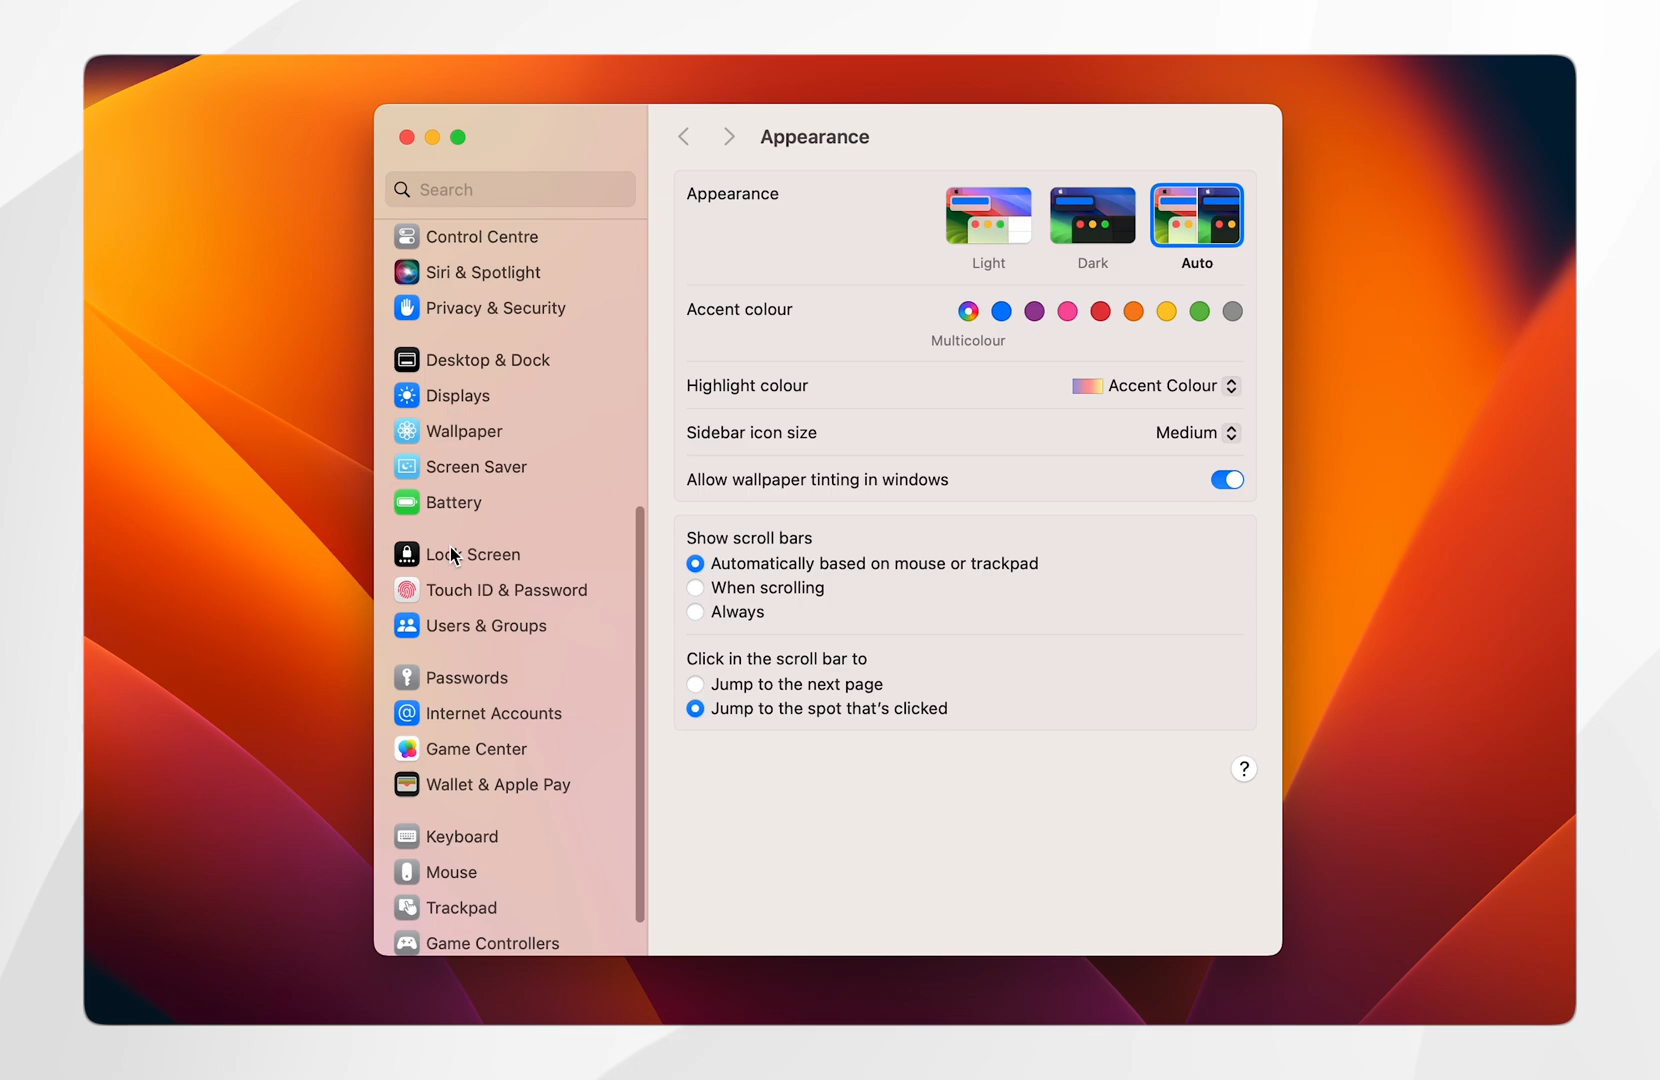 Search
Control Centre
Siri & Spotlight
Privacy & Security
Desktop & Dock
Displays
Wallpaper
Screen Saver
Battery
Lock Screen
Touch ID & Password
Users & Groups
Passwords
Internet Accounts
Game Center
Wallet & Apple Pay
Keyboard
Mouse
Trackpad
Game Controllers
Appearance
Appearance
Light Dark Auto
Accent colour
Multicolour
Highlight colour Accent Colour
Sidebar icon size Medium
Allow wallpaper tinting in windows
Show scroll bars
Automatically based on mouse or trackpad
When scrolling
Always
Click in the scroll bar to
Jump to the next page
Jump to the spot that's clicked
?